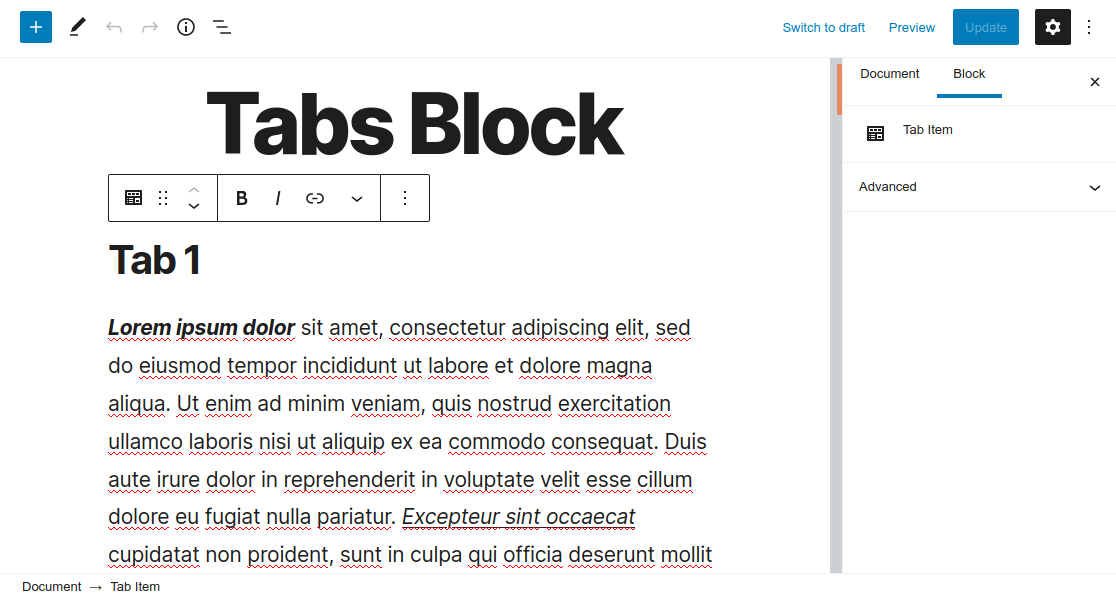 Switch to draft Preview Update
Document Block
Tabs Block
Tab Item
B I
Advanced
Tab 1
Lorem ipsum dolor sit amet, consectetur adipiscing elit, sed
do eiusmod tempor incididunt ut labore et dolore magna
aliqua. Ut enim ad minim veniam, quis nostrud exercitation
ullamco laboris nisi ut aliquip ex ea commodo consequat. Duis
aute irure dolor in reprehenderit in voluptate velit esse cillum
dolore eu fugiat nulla pariatur. Excepteur sint occaecat
cupidatat non proident, sunt in culpa qui officia deserunt mollit
Document → Tab Item